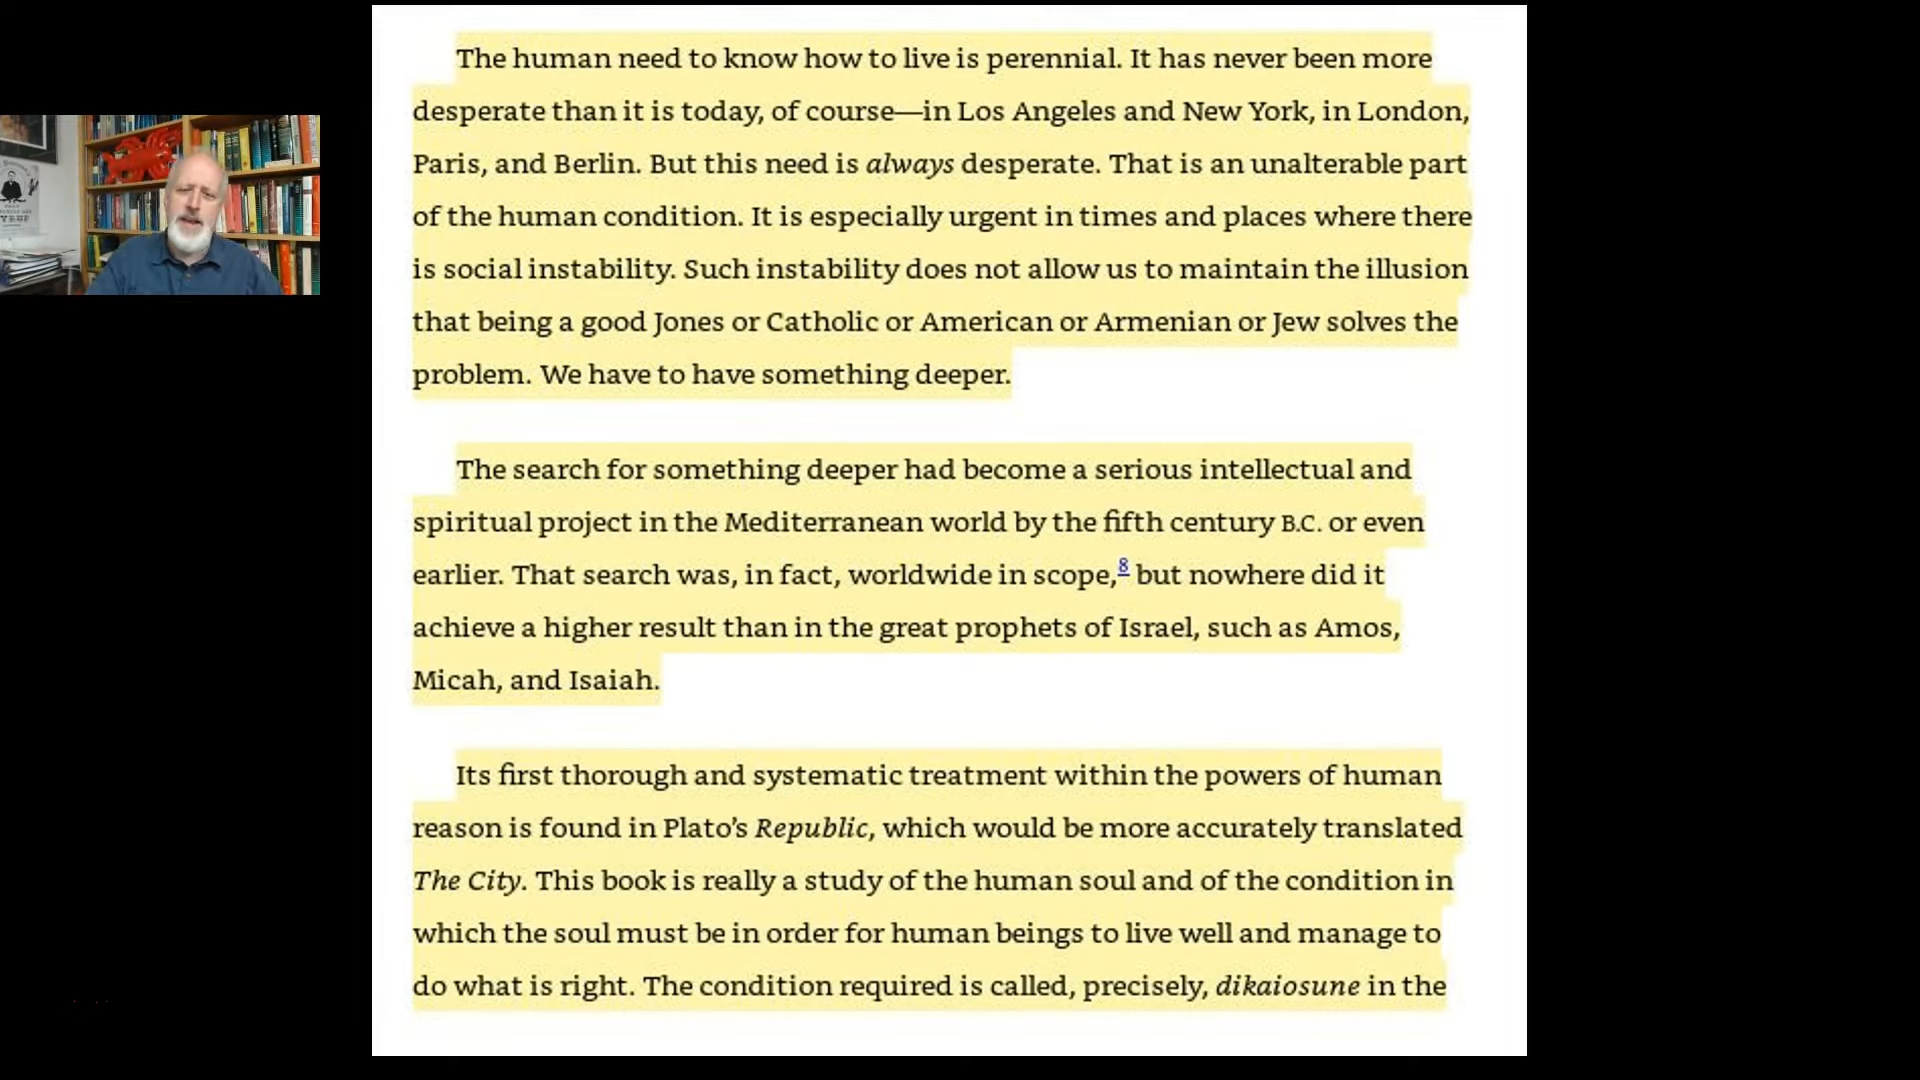 The human need to know how to live is perennial. It has never been more
desperate than it is today, of course—in Los Angeles and New York, in London,
Paris, and Berlin. But this need is always desperate. That is an unalterable part
of the human condition. It is especially urgent in times and places where there
is social instability. Such instability does not allow us to maintain the illusion
that being a good Jones or Catholic or American or Armenian or Jew solves the
problem. We have to have something deeper.
The search for something deeper had become a serious intellectual and
spiritual project in the Mediterranean world by the fifth century B.C. or even
earlier. That search was, in fact, worldwide in scope,8 but nowhere did it
achieve a higher result than in the great prophets of Israel, such as Amos,
Micah, and Isaiah.
Its first thorough and systematic treatment within the powers of human
reason is found in Plato’s Republic, which would be more accurately translated
The City. This book is really a study of the human soul and of the condition in
which the soul must be in order for human beings to live well and manage to
do what is right. The condition required is called, precisely, dikaiosune in the